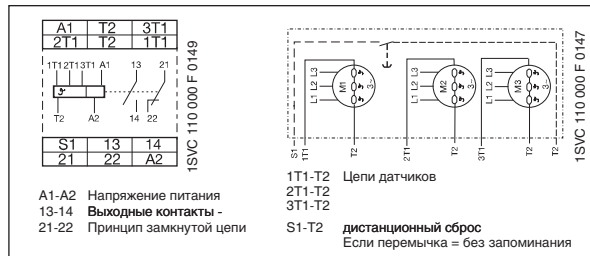 A1 T2 3T1
2T1 T2 1T1
1T1 2T1 3T1 A1 13 21
T2 A2 14 22
S1 13 14
21 22 A2
1SVC 110 000 F 0149
A1-A2 Напряжение питания
13-14 Выходные контакты -
21-22 Принцип замкнутой цепи
L1 L2 L3 M1 3~
L1 L2 L3 M2 3~
L1 L2 L3 M3 3~
S1 1T1 T2 2T1 T2 3T1 T2 T2
1SVC 110 000 F 0147
1T1-T2 Цепи датчиков
2T1-T2
3T1-T2
S1-T2 дистанционный сброс
Если перемычка = без запоминания